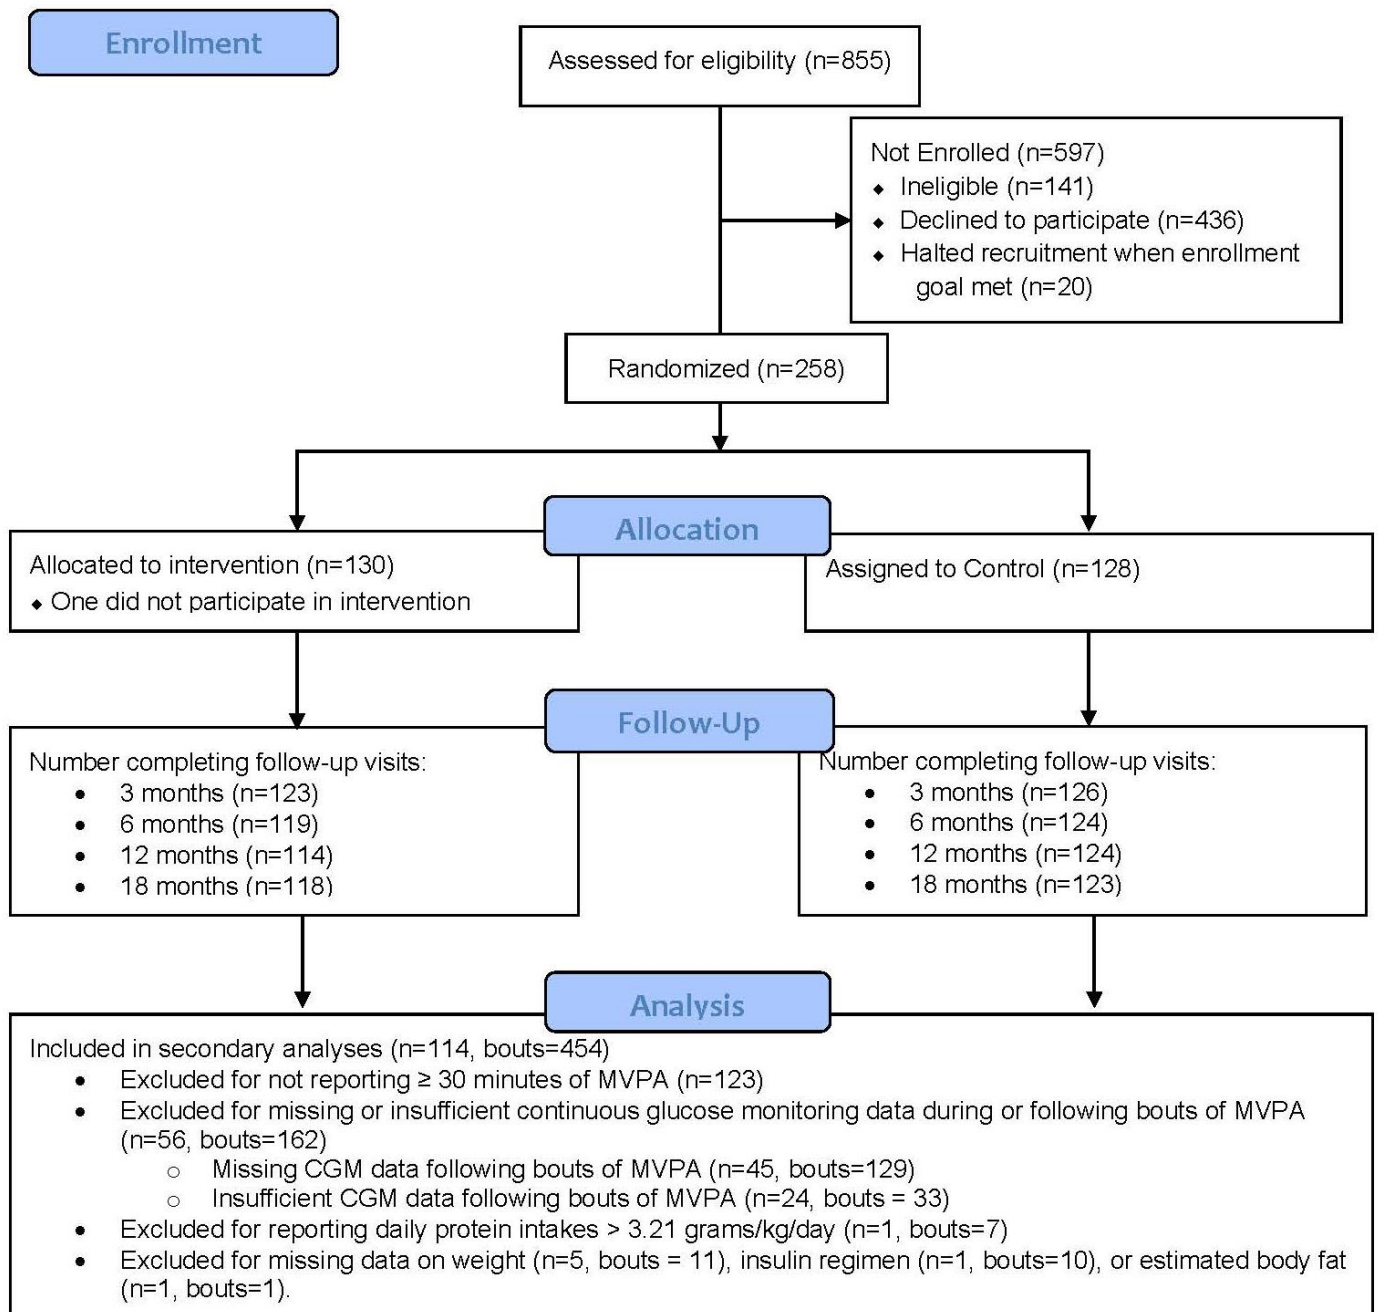 Enrollment
Assessed for eligibility (n=855)
Not Enrolled (n=597)
⬥ Ineligible (n=141)
⬥ Declined to participate (n=436)
⬥ Halted recruitment when enrollment
goal met (n=20)
Randomized (n=258)
Allocation
Allocated to intervention (n=130)
⬥ One did not participate in intervention
Assigned to Control (n=128)
Follow-Up
Number completing follow-up visits:
• 3 months (n=123)
• 6 months (n=119)
• 12 months (n=114)
• 18 months (n=118)
Number completing follow-up visits:
• 3 months (n=126)
• 6 months (n=124)
• 12 months (n=124)
• 18 months (n=123)
Analysis
Included in secondary analyses (n=114, bouts=454)
• Excluded for not reporting ≥ 30 minutes of MVPA (n=123)
• Excluded for missing or insufficient continuous glucose monitoring data during or following bouts of MVPA
(n=56, bouts=162)
○ Missing CGM data following bouts of MVPA (n=45, bouts=129)
○ Insufficient CGM data following bouts of MVPA (n=24, bouts = 33)
• Excluded for reporting daily protein intakes > 3.21 grams/kg/day (n=1, bouts=7)
• Excluded for missing data on weight (n=5, bouts = 11), insulin regimen (n=1, bouts=10), or estimated body fat
(n=1, bouts=1).